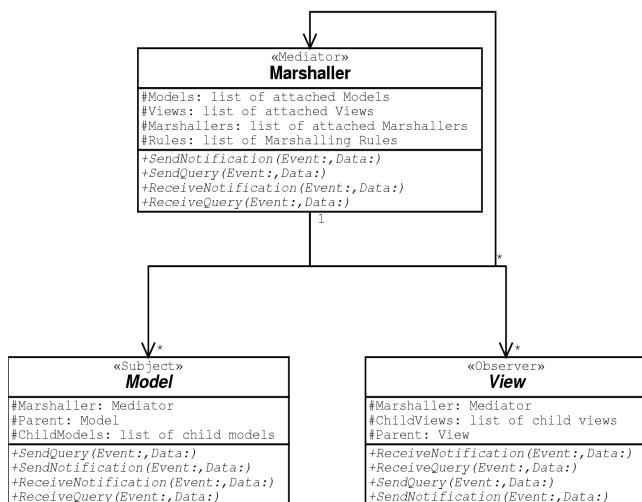 «Mediator»
Marshaller
#Models: list of attached Models
#Views: list of attached Views
#Marshallers: list of attached Marshallers
#Rules: list of Marshalling Rules
+SendNotification(Event:,Data:)
+SendQuery(Event:,Data:)
+ReceiveNotification(Event:,Data:)
+ReceiveQuery(Event:,Data:)
1
*
*
*
«Subject»
Model
#Marshaller: Mediator
#Parent: Model
#ChildModels: list of child models
+SendQuery(Event:,Data:)
+SendNotification(Event:,Data:)
+ReceiveNotification(Event:,Data:)
+ReceiveQuery(Event:,Data:)
«Observer»
View
#Marshaller: Mediator
#ChildViews: list of child views
#Parent: View
+ReceiveNotification(Event:,Data:)
+ReceiveQuery(Event:,Data:)
+SendQuery(Event:,Data:)
+SendNotification(Event:,Data:)